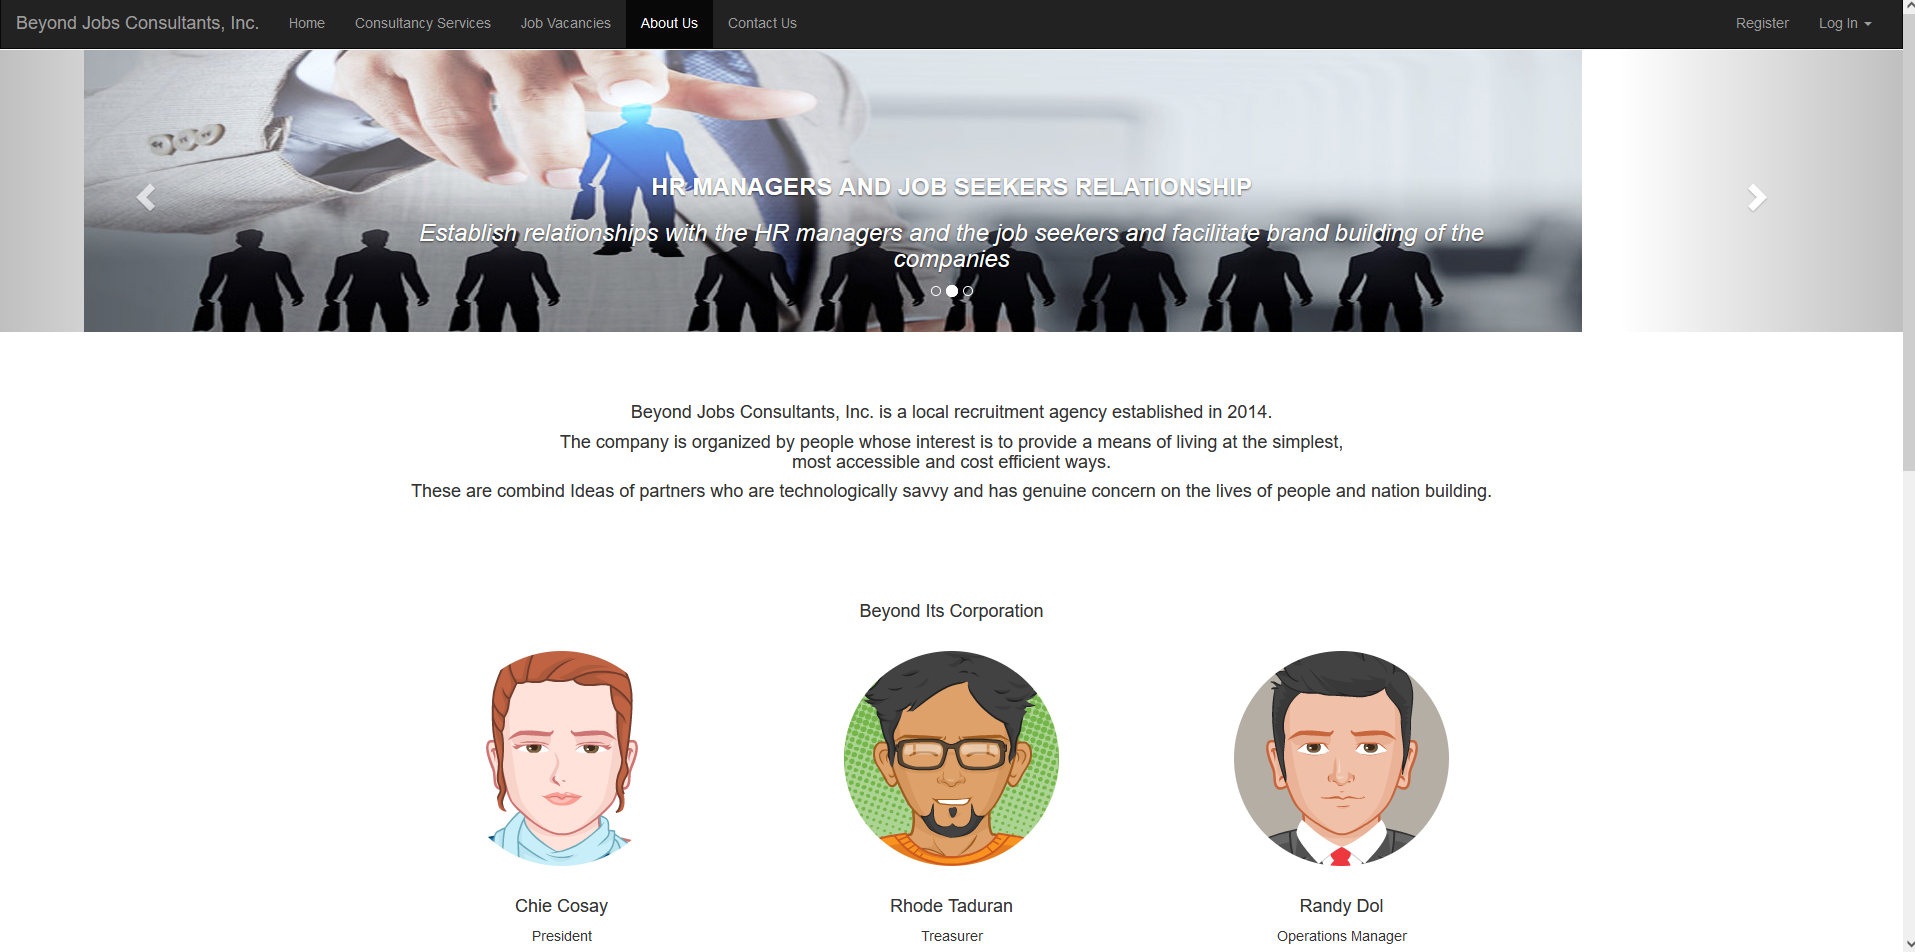 Beyond Jobs Consultants, Inc. Home Consultancy Services Job Vacancies About Us Contact Us Register Log In
HR MANAGERS AND JOB SEEKERS RELATIONSHIP
Establish relationships with the HR managers and the job seekers and facilitate brand building of the
companies
Beyond Jobs Consultants, Inc. is a local recruitment agency established in 2014.
The company is organized by people whose interest is to provide a means of living at the simplest,
most accessible and cost efficient ways.
These are combind Ideas of partners who are technologically savvy and has genuine concern on the lives of people and nation building.
Beyond Its Corporation
Chie Cosay Rhode Taduran Randy Dol
President Treasurer Operations Manager